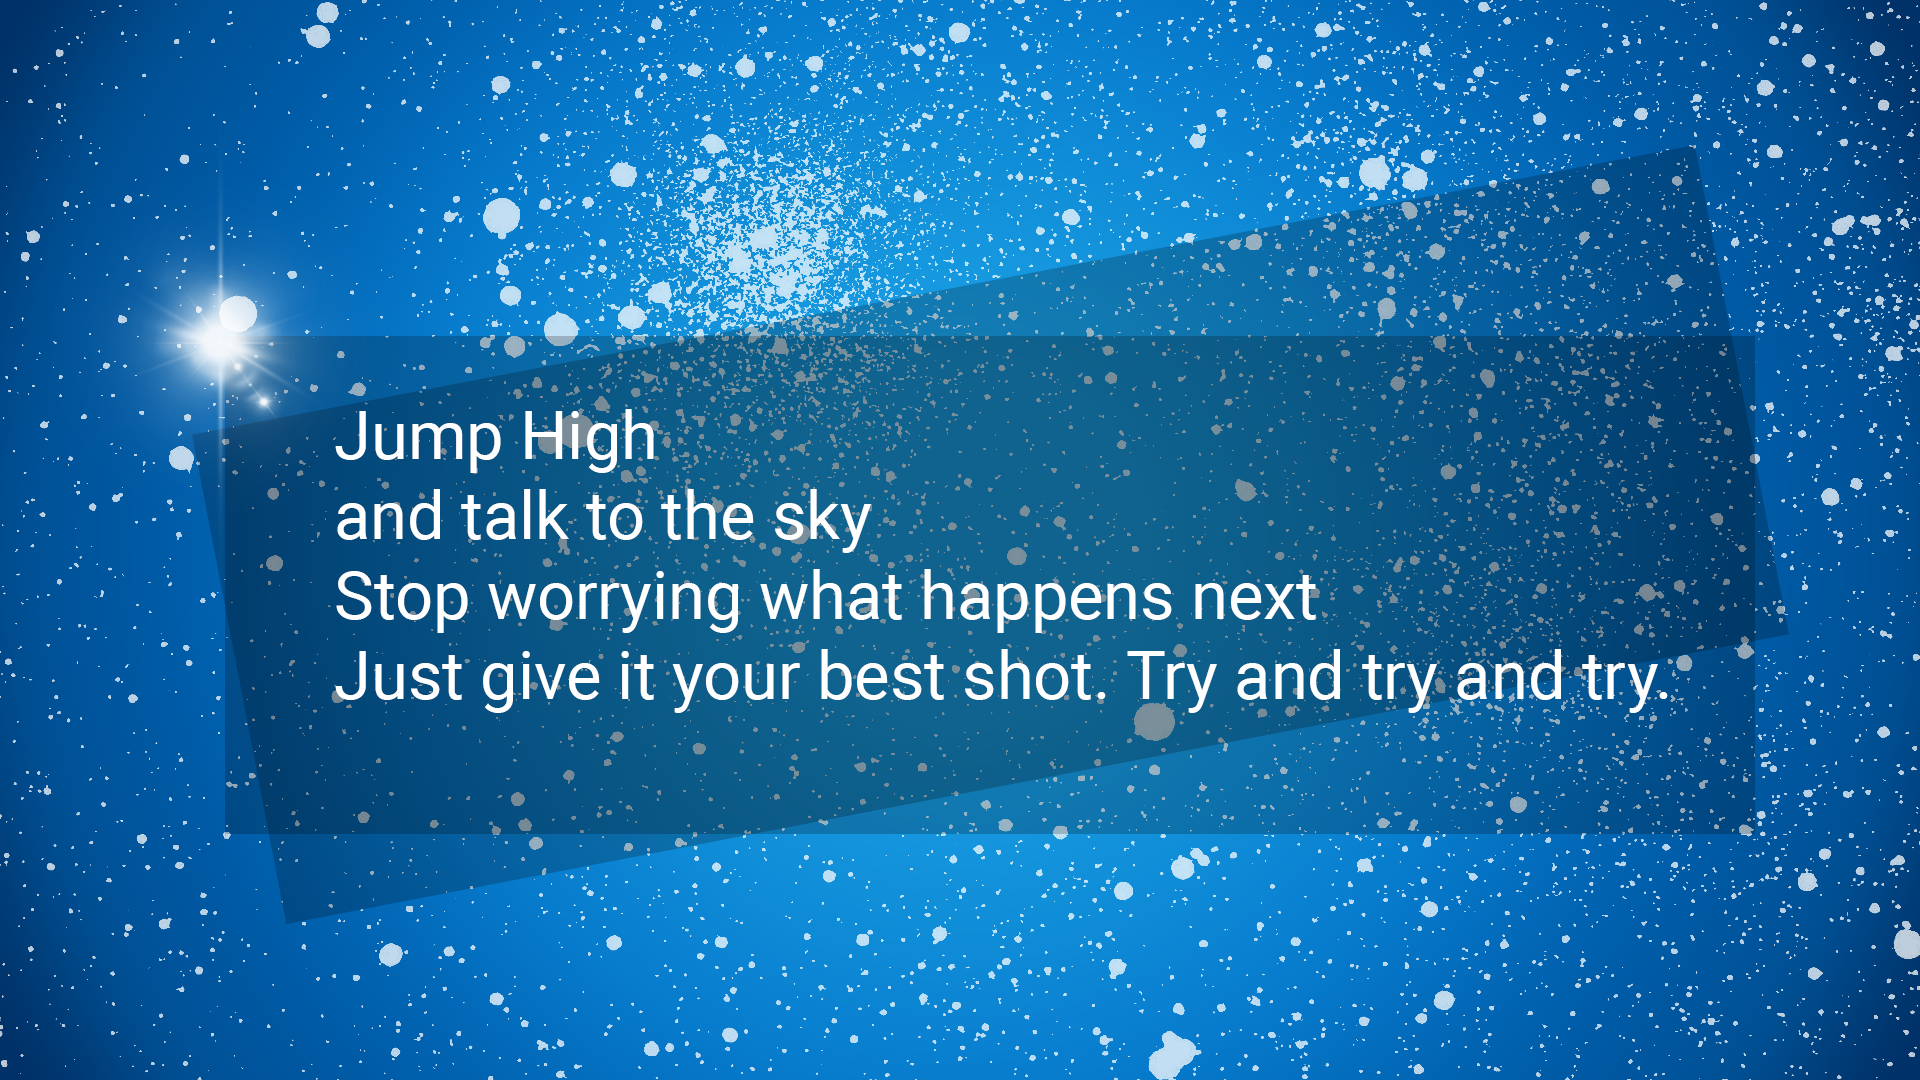 Jump High
and talk to the sky
Stop worrying what happens next
Just give it your best shot. Try and try and try.